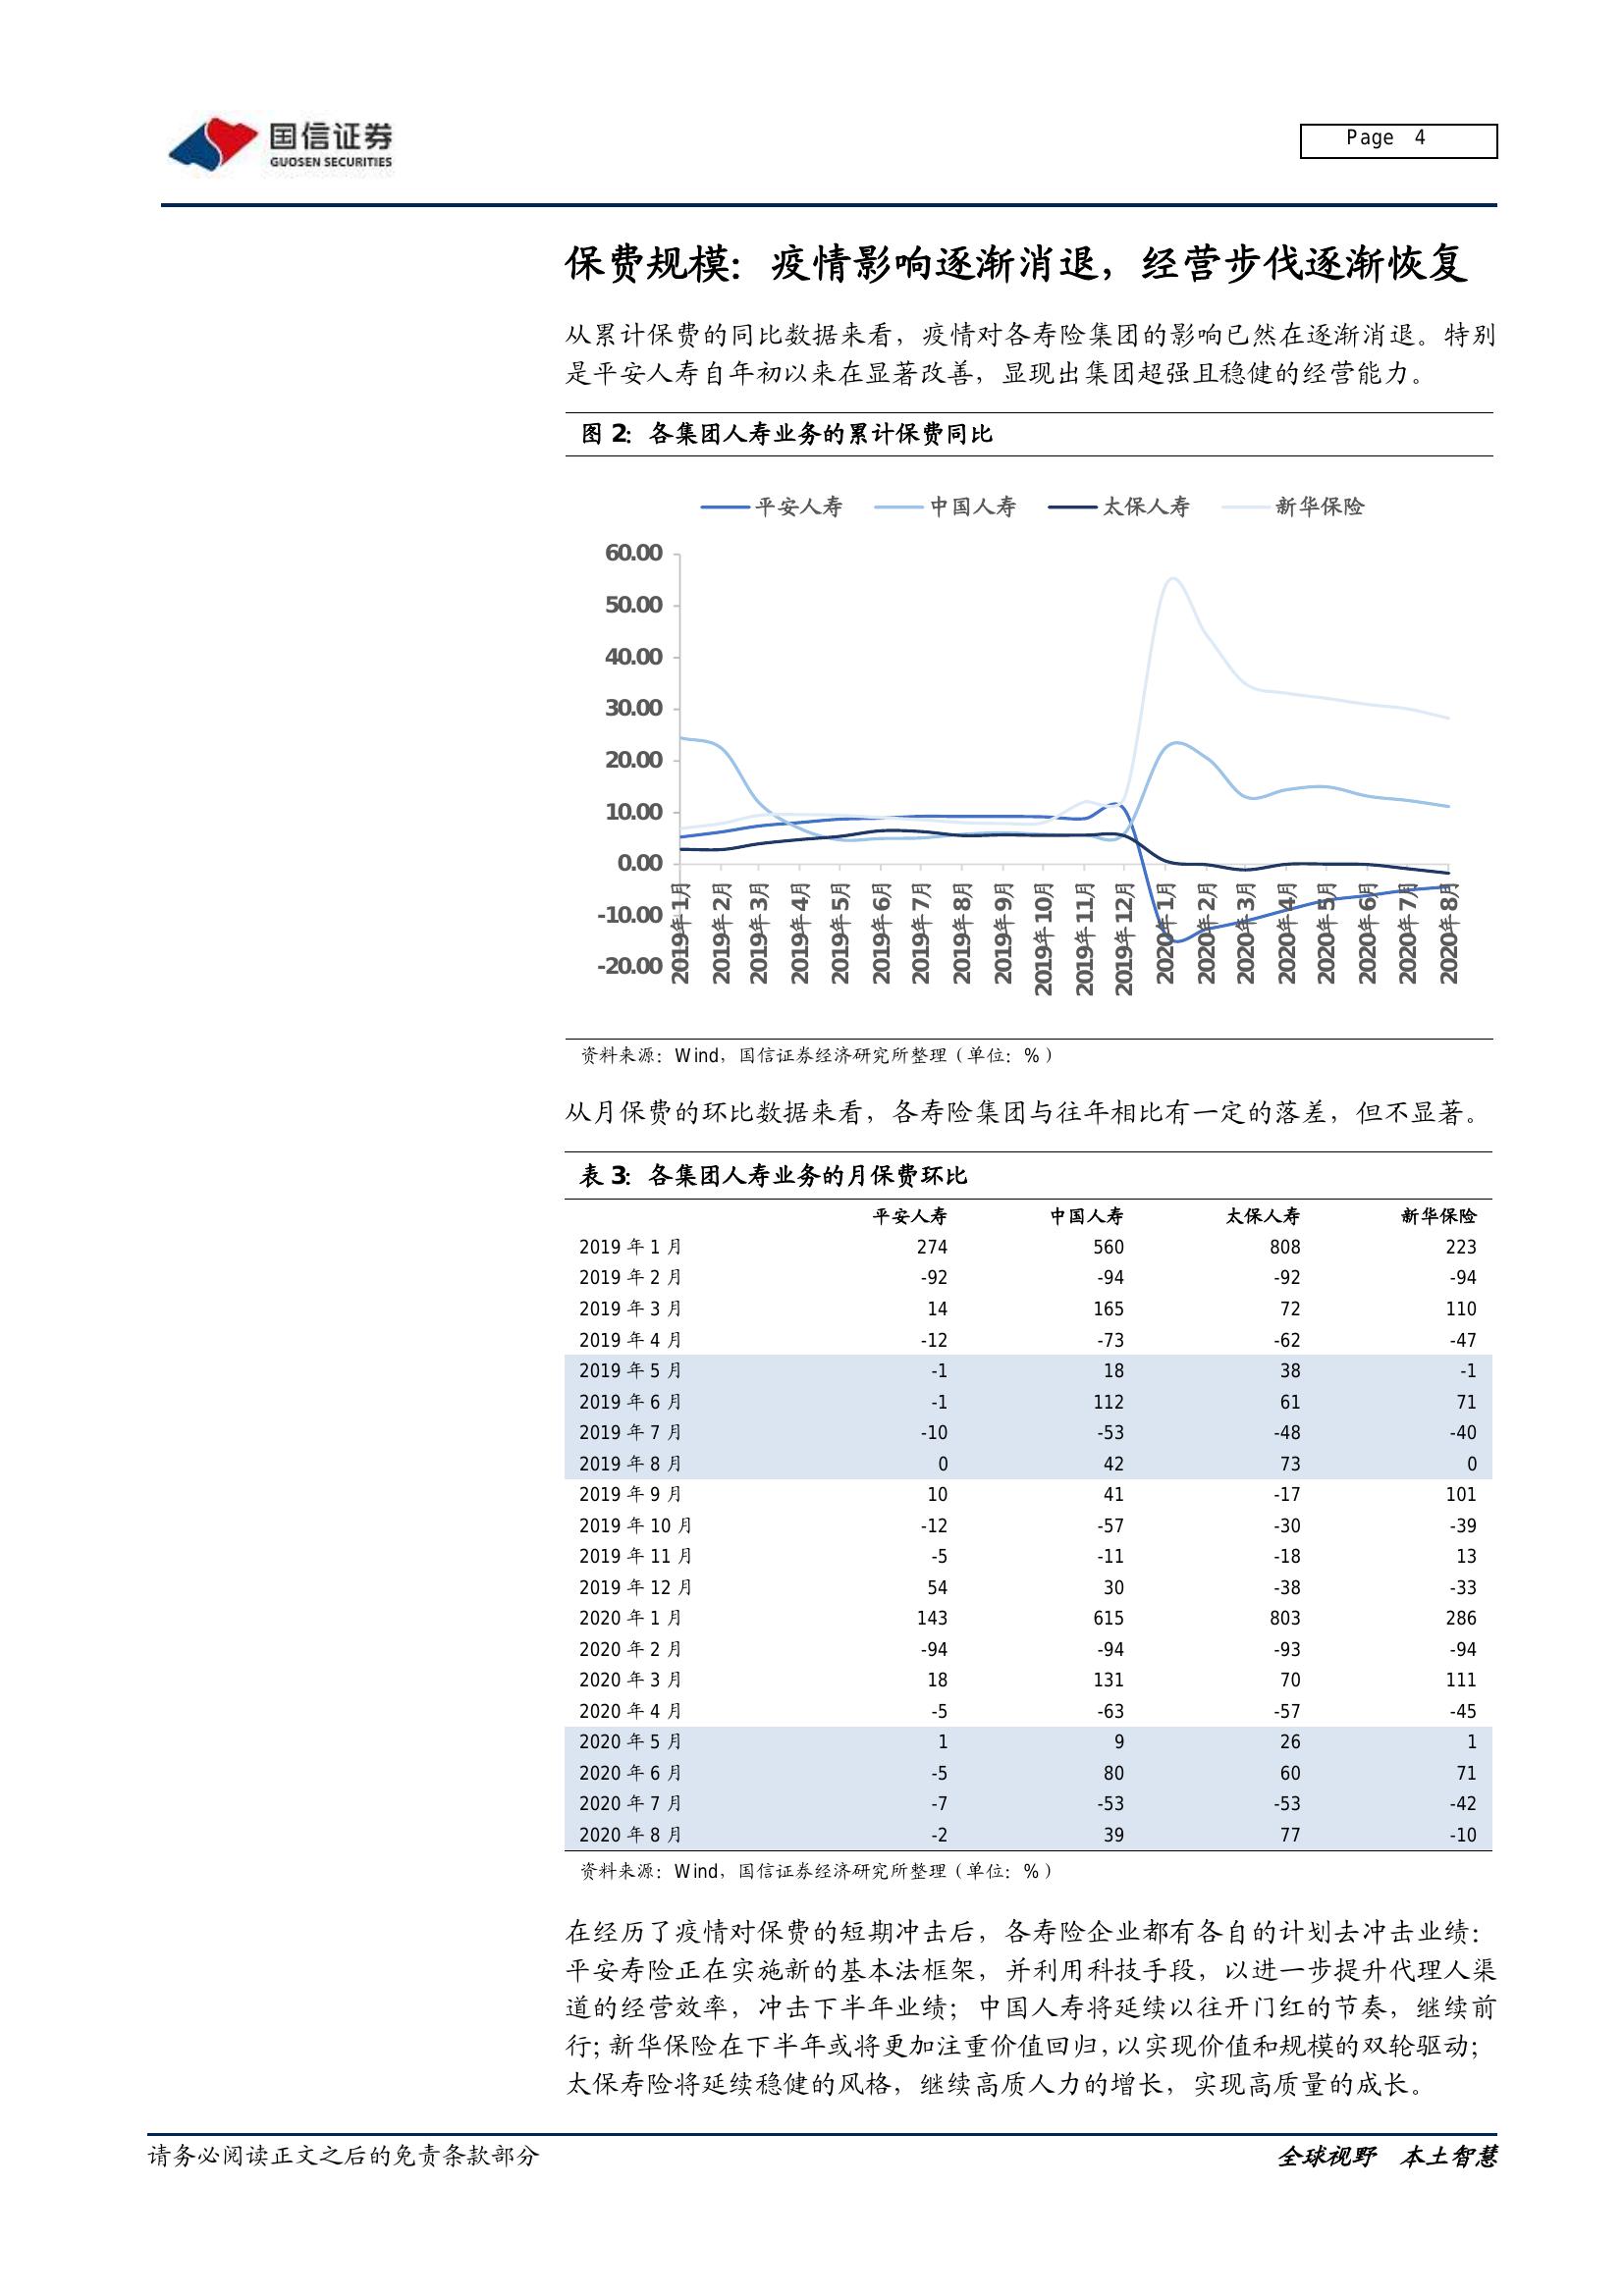 国信证券
GUOSEN SECURITIES
Page 4
保费规模：疫情影响逐渐消退，经营步伐逐渐恢复
从累计保费的同比数据来看，疫情对各寿险集团的影响已然在逐渐消退。特别
是平安人寿自年初以来在显著改善，显现出集团超强且稳健的经营能力。
图 2：各集团人寿业务的累计保费同比
平安人寿 中国人寿 太保人寿 新华保险
60.00
50.00
40.00
30.00
20.00
10.00
0.00
-10.00
-20.00
2019年1月
2019年2月
2019年3月
2019年4月
2019年5月
2019年6月
2019年7月
2019年8月
2019年9月
2019年10月
2019年11月
2019年12月
2020年1月
2020年2月
2020年3月
2020年4月
2020年5月
2020年6月
2020年7月
2020年8月
资料来源：Wind，国信证券经济研究所整理（单位：%）
从月保费的环比数据来看，各寿险集团与往年相比有一定的落差，但不显著。
表 3：各集团人寿业务的月保费环比
平安人寿 中国人寿 太保人寿 新华保险
2019 年 1 月 274 560 808 223
2019 年 2 月 -92 -94 -92 -94
2019 年 3 月 14 165 72 110
2019 年 4 月 -12 -73 -62 -47
2019 年 5 月 -1 18 38 -1
2019 年 6 月 -1 112 61 71
2019 年 7 月 -10 -53 -48 -40
2019 年 8 月 0 42 73 0
2019 年 9 月 10 41 -17 101
2019 年 10 月 -12 -57 -30 -39
2019 年 11 月 -5 -11 -18 13
2019 年 12 月 54 30 -38 -33
2020 年 1 月 143 615 803 286
2020 年 2 月 -94 -94 -93 -94
2020 年 3 月 18 131 70 111
2020 年 4 月 -5 -63 -57 -45
2020 年 5 月 1 9 26 1
2020 年 6 月 -5 80 60 71
2020 年 7 月 -7 -53 -53 -42
2020 年 8 月 -2 39 77 -10
资料来源：Wind，国信证券经济研究所整理（单位：%）
在经历了疫情对保费的短期冲击后，各寿险企业都有各自的计划去冲击业绩：
平安寿险正在实施新的基本法框架，并利用科技手段，以进一步提升代理人渠
道的经营效率，冲击下半年业绩；中国人寿将延续以往开门红的节奏，继续前
行；新华保险在下半年或将更加注重价值回归，以实现价值和规模的双轮驱动；
太保寿险将延续稳健的风格，继续高质人力的增长，实现高质量的成长。
请务必阅读正文之后的免责条款部分
全球视野 本土智慧